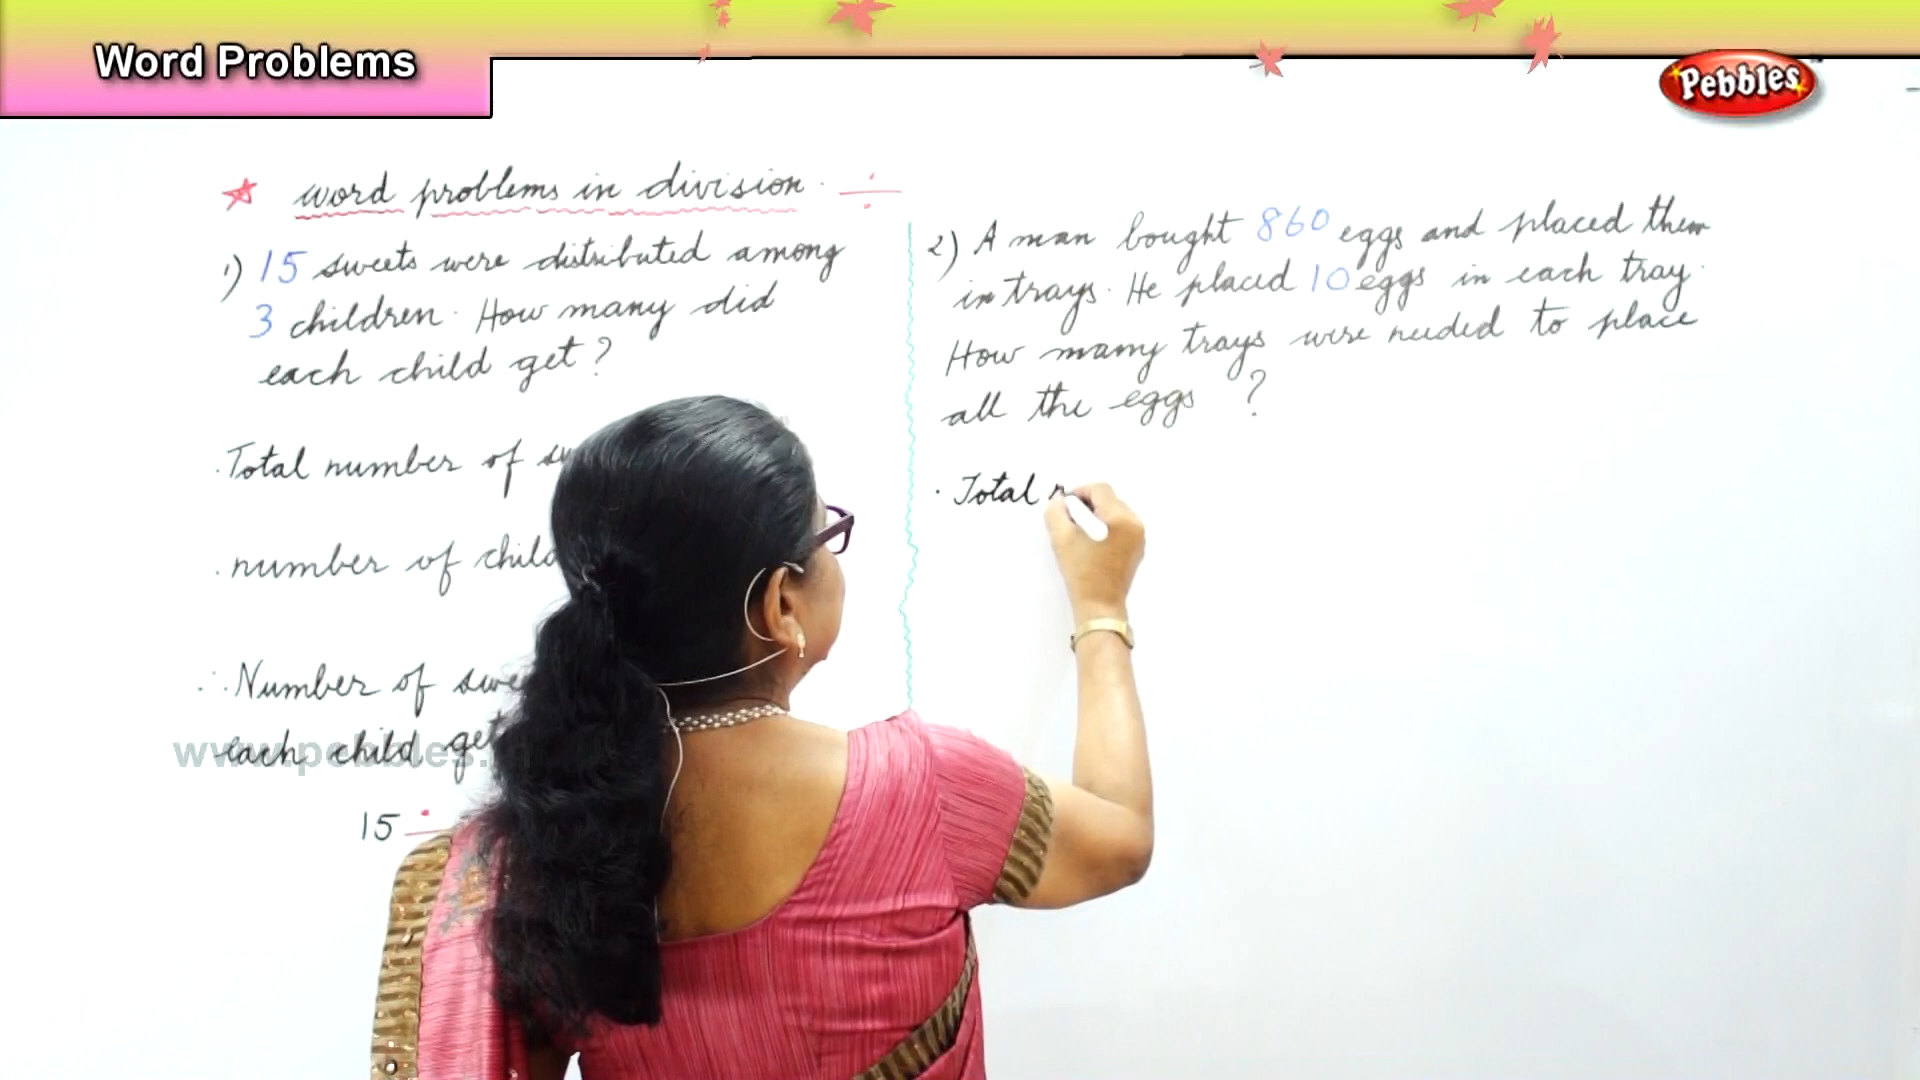 Word Problems
Pebbles
word problems in division ÷
1) 15 sweets were distributed among
3 children. How many did
each child get?
. Total number of
. number of
∴ Number of
each child get
www.pebbles.
15 ÷
2) A man bought 860 eggs and placed them
in trays. He placed 10 eggs in each tray.
How many trays were needed to place
all the eggs ?
. Total